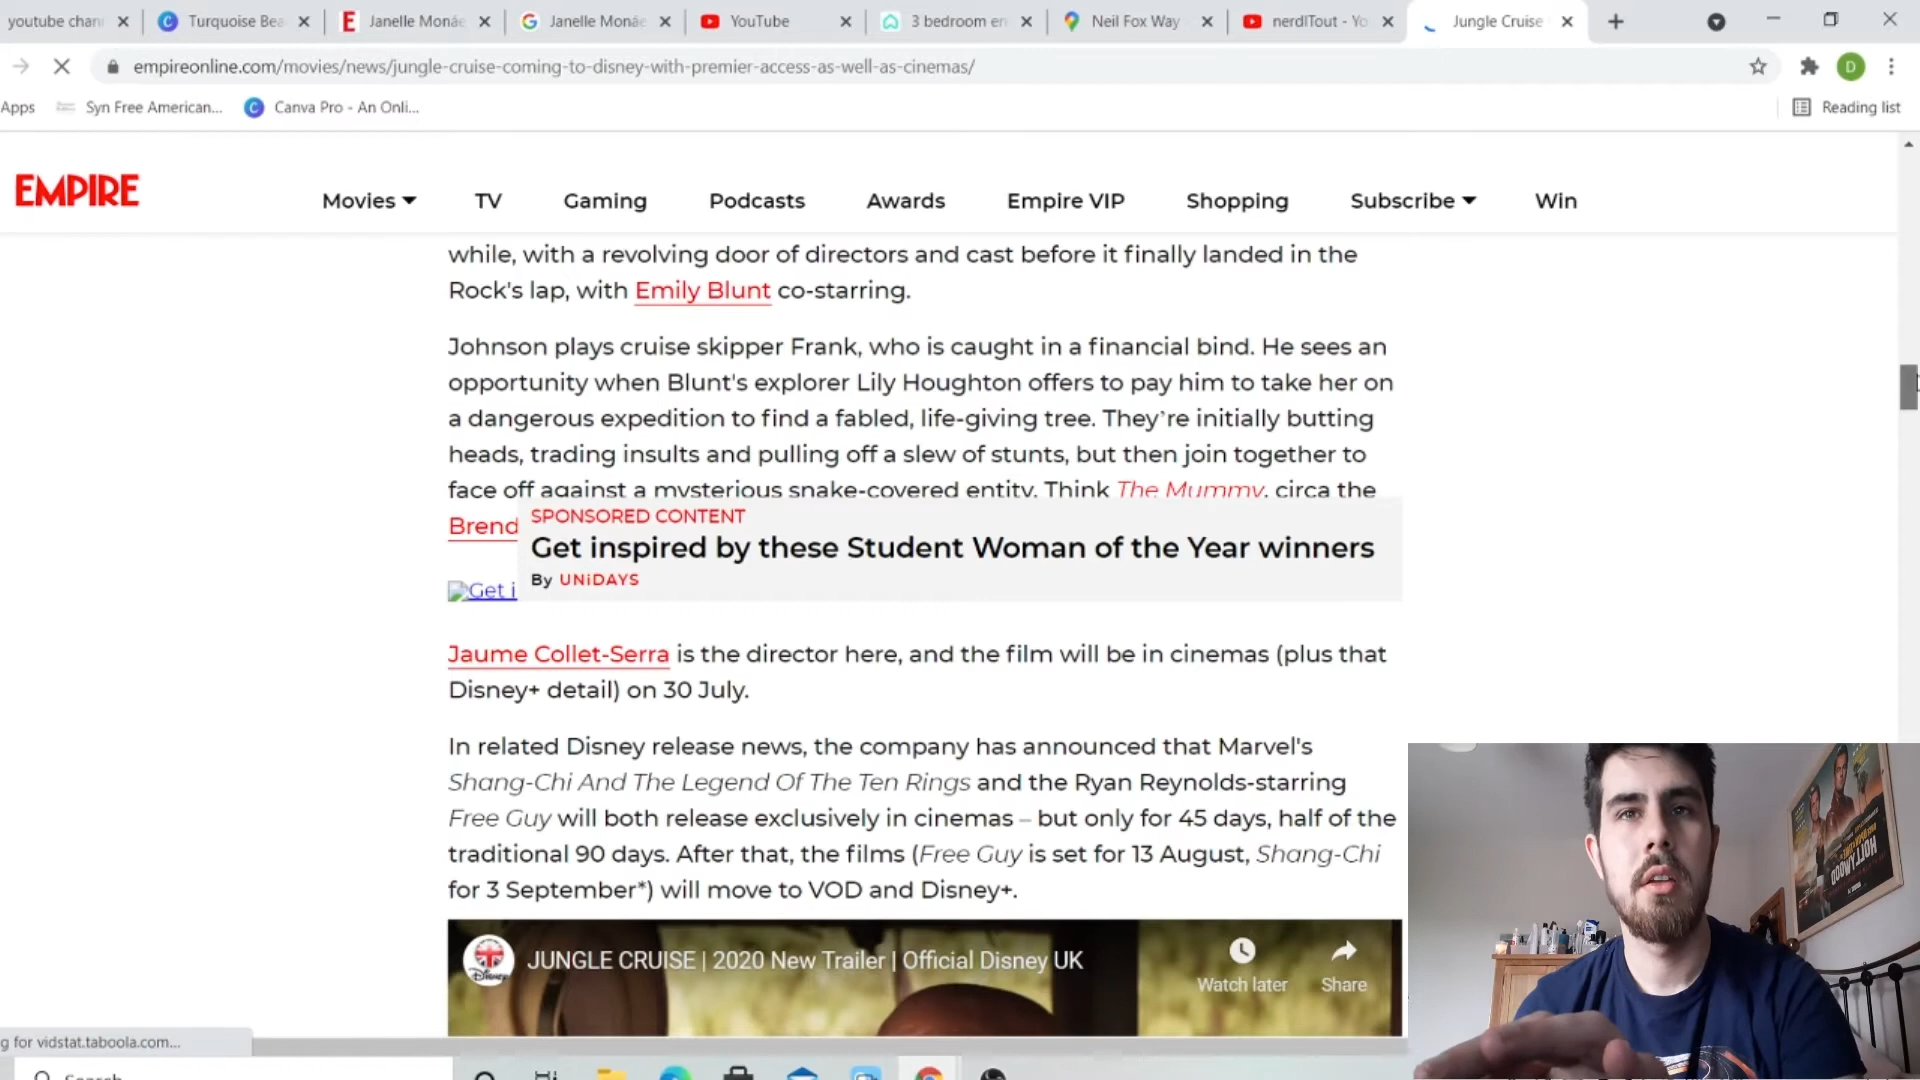 youtube chann
Turquoise Bea
Janelle Monáe
Janelle Monáe
YouTube
3 bedroom en
Neil Fox Way
nerdITout - Yo
Jungle Cruise
empireonline.com/movies/news/jungle-cruise-coming-to-disney-with-premier-access-as-well-as-cinemas/
D
Apps
Syn Free American...
Canva Pro - An Onli...
Reading list
EMPIRE
Movies
TV
Gaming
Podcasts
Awards
Empire VIP
Shopping
Subscribe
Win
while, with a revolving door of directors and cast before it finally landed in the
Rock's lap, with Emily Blunt co-starring.
Johnson plays cruise skipper Frank, who is caught in a financial bind. He sees an
opportunity when Blunt's explorer Lily Houghton offers to pay him to take her on
a dangerous expedition to find a fabled, life-giving tree. They're initially butting
heads, trading insults and pulling off a slew of stunts, but then join together to
face off against a mysterious snake-covered entity. Think The Mummy, circa the
Brend
SPONSORED CONTENT
Get inspired by these Student Woman of the Year winners
By UNiDAYS
Get i
Jaume Collet-Serra is the director here, and the film will be in cinemas (plus that
Disney+ detail) on 30 July.
In related Disney release news, the company has announced that Marvel's
Shang-Chi And The Legend Of The Ten Rings and the Ryan Reynolds-starring
Free Guy will both release exclusively in cinemas – but only for 45 days, half of the
traditional 90 days. After that, the films (Free Guy is set for 13 August, Shang-Chi
for 3 September*) will move to VOD and Disney+.
Disney
JUNGLE CRUISE | 2020 New Trailer | Official Disney UK
Watch later
Share
HOLLYWOOD
g for vidstat.taboola.com...
Search